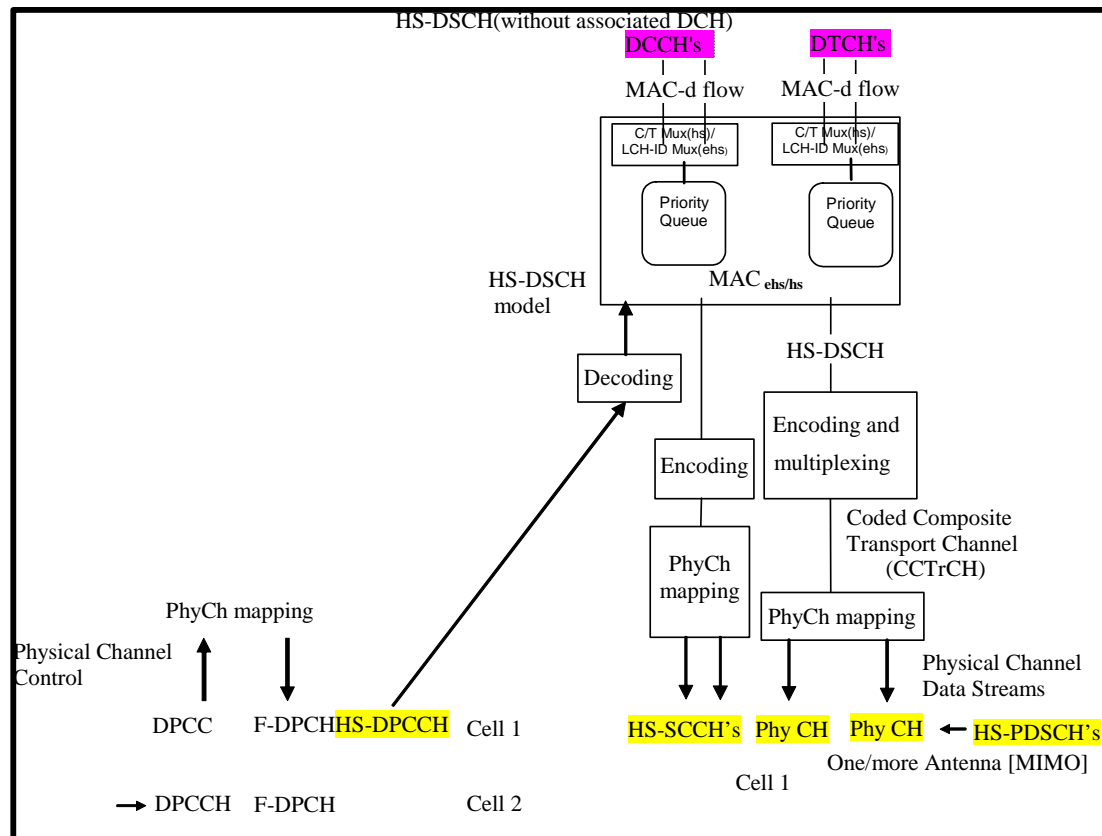 HS-DSCH(without associated DCH)
DCCH's
DTCH's
MAC-d flow
MAC-d flow
C/T Mux(hs)/
LCH-ID Mux(ehs)
C/T Mux(hs)/
LCH-ID Mux(ehs)
Priority
Queue
Priority
Queue
HS-DSCH
model
MAC ehs/hs
HS-DSCH
Decoding
Encoding and
multiplexing
Encoding
Coded Composite
Transport Channel
(CCTrCH)
PhyCh
mapping
PhyCh mapping
PhyCh mapping
Physical Channel
Control
Physical Channel
Data Streams
DPCC
F-DPCH
HS-DPCCH
Cell 1
HS-SCCH’s
Phy CH
Phy CH
HS-PDSCH’s
One/more Antenna [MIMO]
Cell 1
DPCCH
F-DPCH
Cell 2